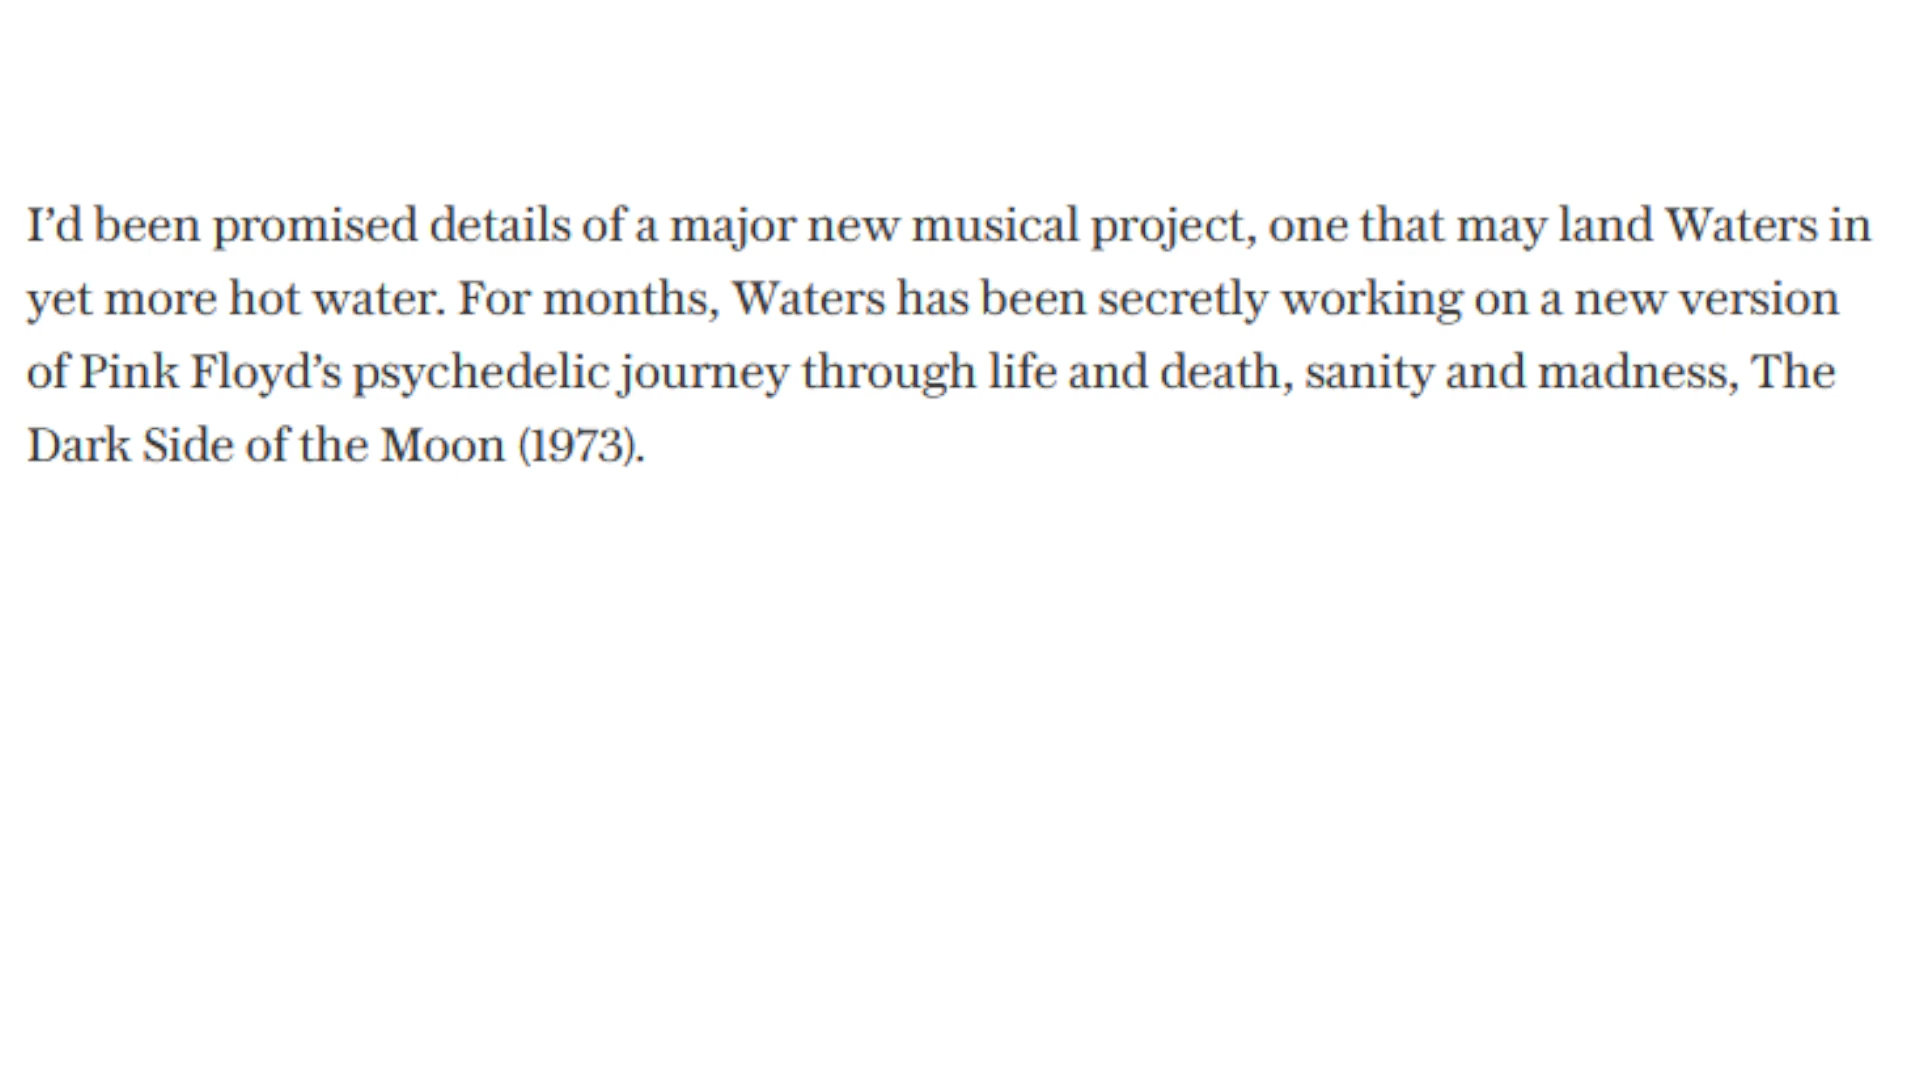 I’d been promised details of a major new musical project, one that may land Waters in
yet more hot water. For months, Waters has been secretly working on a new version
of Pink Floyd’s psychedelic journey through life and death, sanity and madness, The
Dark Side of the Moon (1973).